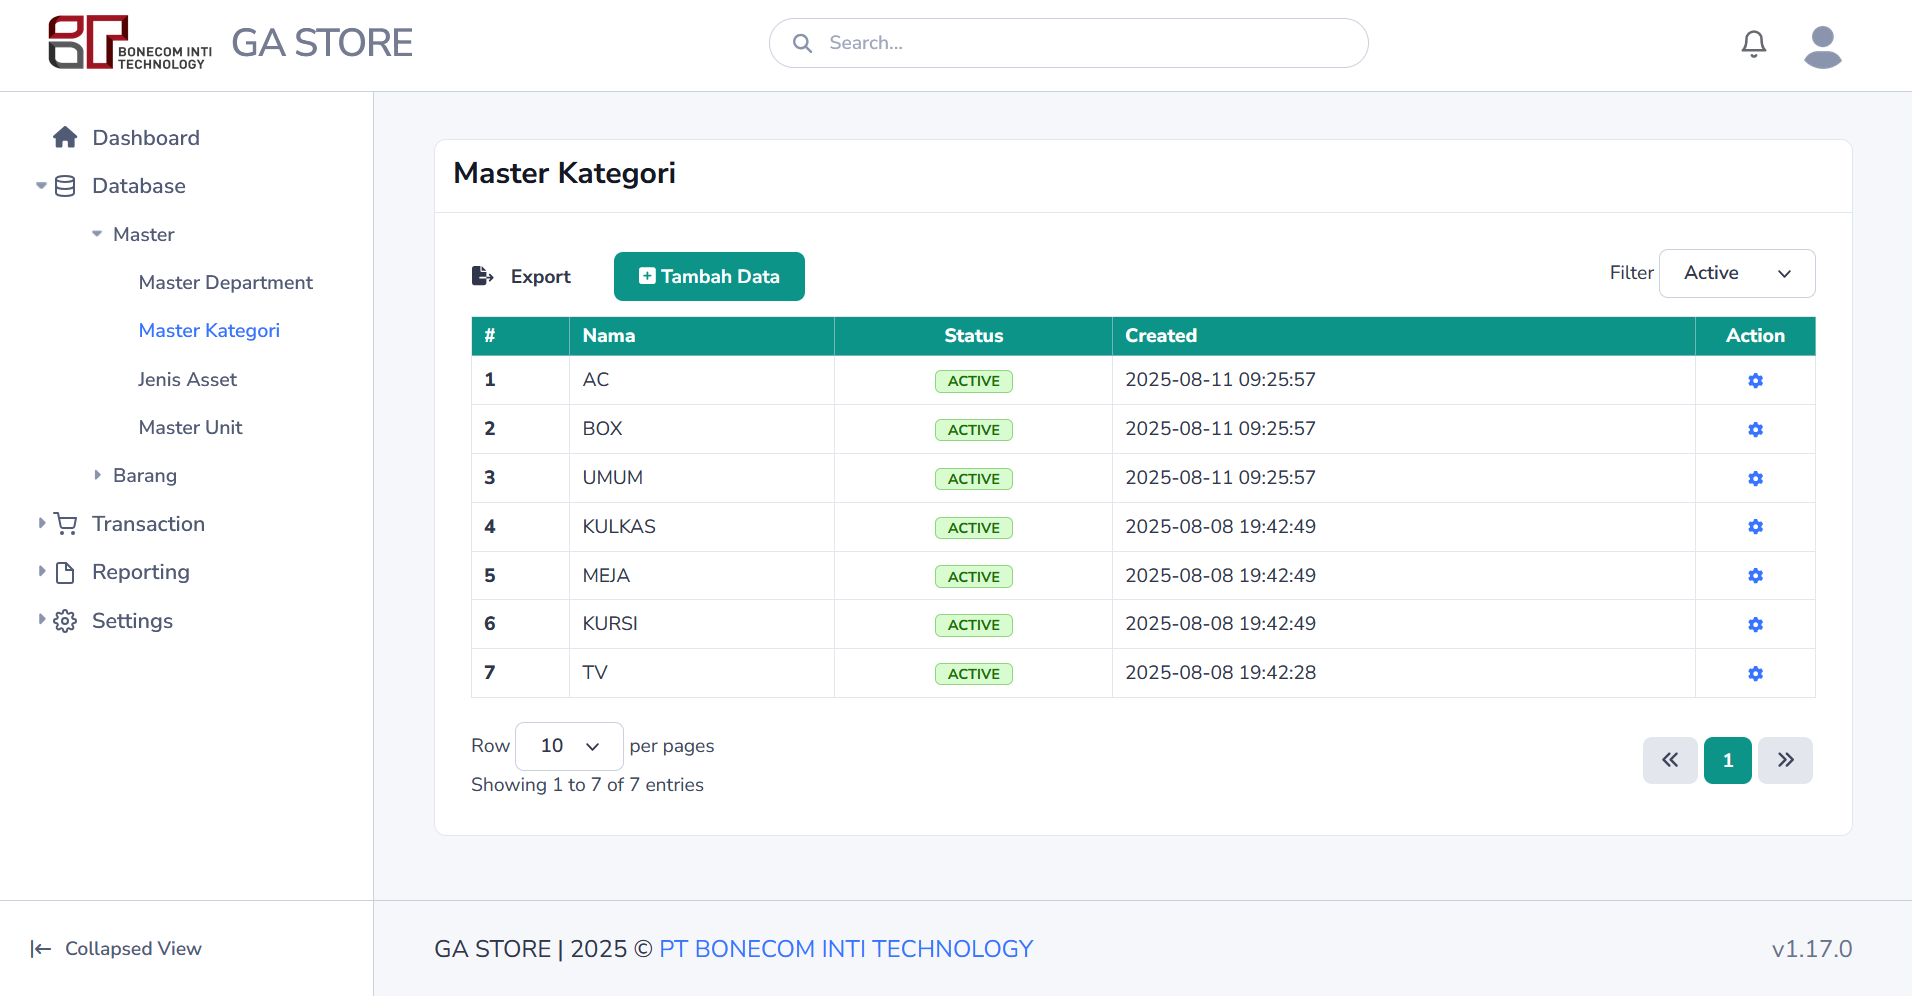 BONECOM INTI
TECHNOLOGY
GA STORE
Search...
Dashboard
Database
Master
Master Department
Master Kategori
Jenis Asset
Master Unit
Barang
Transaction
Reporting
Settings
Collapsed View
Master Kategori
Export
Tambah Data
Filter Active
# Nama Status Created Action
1 AC ACTIVE 2025-08-11 09:25:57
2 BOX ACTIVE 2025-08-11 09:25:57
3 UMUM ACTIVE 2025-08-11 09:25:57
4 KULKAS ACTIVE 2025-08-08 19:42:49
5 MEJA ACTIVE 2025-08-08 19:42:49
6 KURSI ACTIVE 2025-08-08 19:42:49
7 TV ACTIVE 2025-08-08 19:42:28
Row 10 per pages
Showing 1 to 7 of 7 entries
« 1 »
GA STORE | 2025 © PT BONECOM INTI TECHNOLOGY
v1.17.0